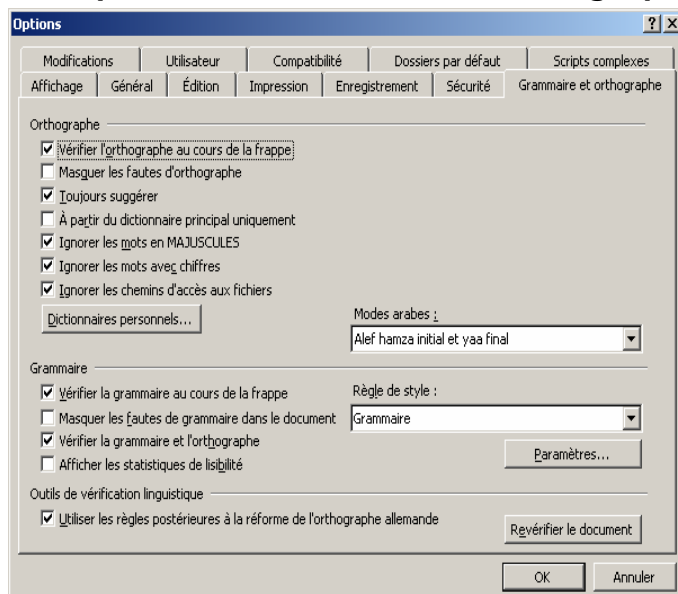 Options
Modifications Utilisateur Compatibilité Dossiers par défaut Scripts complexes
Affichage Général Édition Impression Enregistrement Sécurité Grammaire et orthographe
Orthographe
Vérifier l'orthographe au cours de la frappe
Masquer les fautes d'orthographe
Toujours suggérer
À partir du dictionnaire principal uniquement
Ignorer les mots en MAJUSCULES
Ignorer les mots avec chiffres
Ignorer les chemins d'accès aux fichiers
Dictionnaires personnels... Modes arabes :
Alef hamza initial et yaa final
Grammaire
Vérifier la grammaire au cours de la frappe Règle de style :
Masquer les fautes de grammaire dans le document Grammaire
Vérifier la grammaire et l'orthographe
Afficher les statistiques de lisibilité Paramètres...
Outils de vérification linguistique
Utiliser les règles postérieures à la réforme de l'orthographe allemande
Revérifier le document
OK Annuler